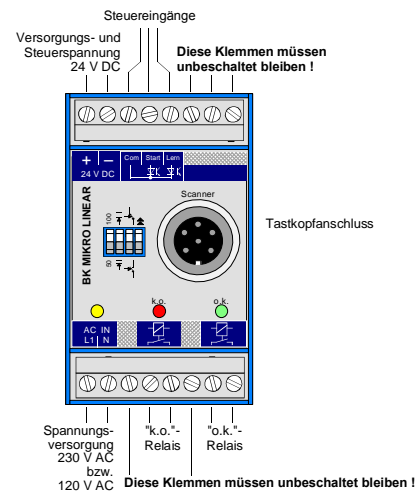 Steuereingänge
Versorgungs- und
Steuerspannung
24 V DC
Diese Klemmen müssen
unbeschaltet bleiben !
+ −
24 V DC
Com Start Lern
BK MIKRO LINEAR
100
50
Scanner
Tastkopfanschluss
k.o.
o.k.
AC IN
L1 N
Spannungs-
versorgung
230 V AC
bzw.
120 V AC
"k.o."-
Relais
"o.k."-
Relais
Diese Klemmen müssen unbeschaltet bleiben !